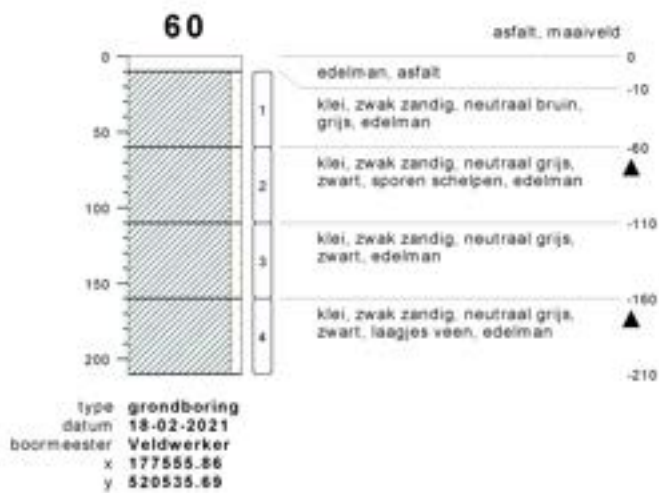 60
asfalt, maaiveld
0
0
edelman, asfalt
-10
klei, zwak zandig, neutraal bruin,
grijs, edelman
1
50
-60
klei, zwak zandig, neutraal grijs,
zwart, sporen schelpen, edelman
2
100
-110
klei, zwak zandig, neutraal grijs,
zwart, edelman
3
150
-160
klei, zwak zandig, neutraal grijs,
zwart, laagjes veen, edelman
4
200
-210
type grondboring
datum 18-02-2021
boormeester Veldwerker
x 177555.86
y 520535.69